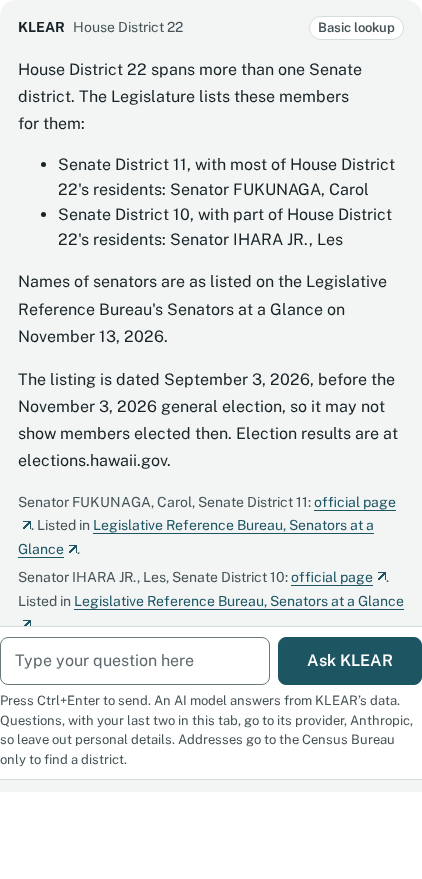 KLEAR House District 22 Basic lookup
House District 22 spans more than one Senate
district. The Legislature lists these members
for them:
• Senate District 11, with most of House District
22's residents: Senator FUKUNAGA, Carol
• Senate District 10, with part of House District
22's residents: Senator IHARA JR., Les
Names of senators are as listed on the Legislative
Reference Bureau's Senators at a Glance on
November 13, 2026.
The listing is dated September 3, 2026, before the
November 3, 2026 general election, so it may not
show members elected then. Election results are at
elections.hawaii.gov.
Senator FUKUNAGA, Carol, Senate District 11: official page
. Listed in Legislative Reference Bureau, Senators at a
Glance .
Senator IHARA JR., Les, Senate District 10: official page .
Listed in Legislative Reference Bureau, Senators at a Glance
Type your question here Ask KLEAR
Press Ctrl+Enter to send. An AI model answers from KLEAR's data.
Questions, with your last two in this tab, go to its provider, Anthropic,
so leave out personal details. Addresses go to the Census Bureau
only to find a district.